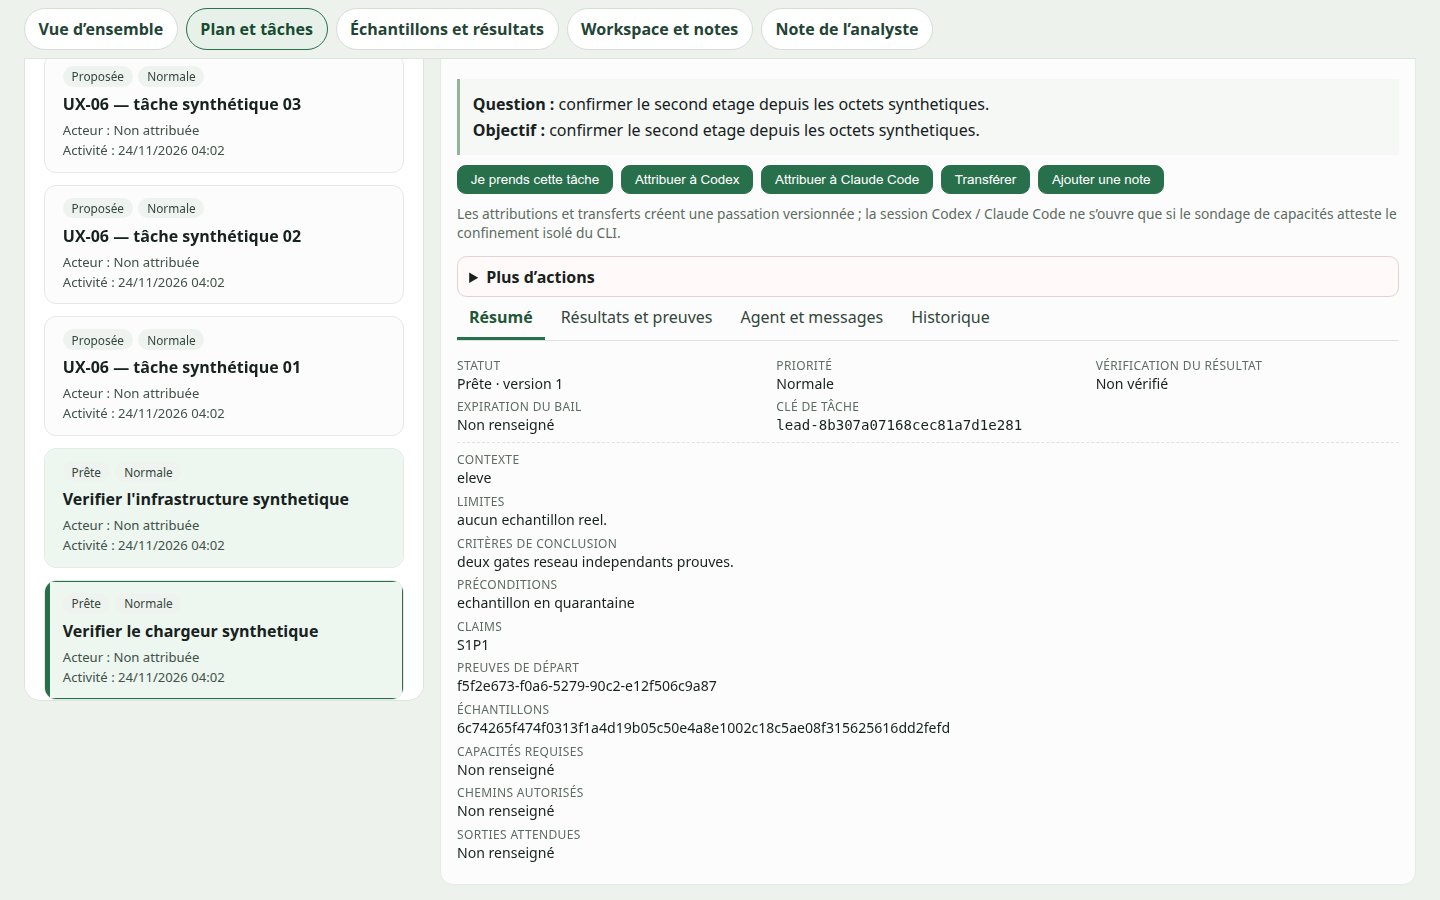 Vue d’ensemble
Plan et tâches
Échantillons et résultats
Workspace et notes
Note de l’analyste
Proposée
Normale
UX-06 — tâche synthétique 03
Acteur : Non attribuée
Activité : 24/11/2026 04:02
Proposée
Normale
UX-06 — tâche synthétique 02
Acteur : Non attribuée
Activité : 24/11/2026 04:02
Proposée
Normale
UX-06 — tâche synthétique 01
Acteur : Non attribuée
Activité : 24/11/2026 04:02
Prête
Normale
Verifier l'infrastructure synthetique
Acteur : Non attribuée
Activité : 24/11/2026 04:02
Prête
Normale
Verifier le chargeur synthetique
Acteur : Non attribuée
Activité : 24/11/2026 04:02
Question : confirmer le second etage depuis les octets synthetiques.
Objectif : confirmer le second etage depuis les octets synthetiques.
Je prends cette tâche
Attribuer à Codex
Attribuer à Claude Code
Transférer
Ajouter une note
Les attributions et transferts créent une passation versionnée ; la session Codex / Claude Code ne s’ouvre que si le sondage de capacités atteste le
confinement isolé du CLI.
Plus d’actions
Résumé
Résultats et preuves
Agent et messages
Historique
STATUT
Prête · version 1
PRIORITÉ
Normale
VÉRIFICATION DU RÉSULTAT
Non vérifié
EXPIRATION DU BAIL
Non renseigné
CLÉ DE TÂCHE
lead-8b307a07168cec81a7d1e281
CONTEXTE
eleve
LIMITES
aucun echantillon reel.
CRITÈRES DE CONCLUSION
deux gates reseau independants prouves.
PRÉCONDITIONS
echantillon en quarantaine
CLAIMS
S1P1
PREUVES DE DÉPART
f5f2e673-f0a6-5279-90c2-e12f506c9a87
ÉCHANTILLONS
6c74265f474f0313f1a4d19b05c50e4a8e1002c18c5ae08f315625616dd2fefd
CAPACITÉS REQUISES
Non renseigné
CHEMINS AUTORISÉS
Non renseigné
SORTIES ATTENDUES
Non renseigné